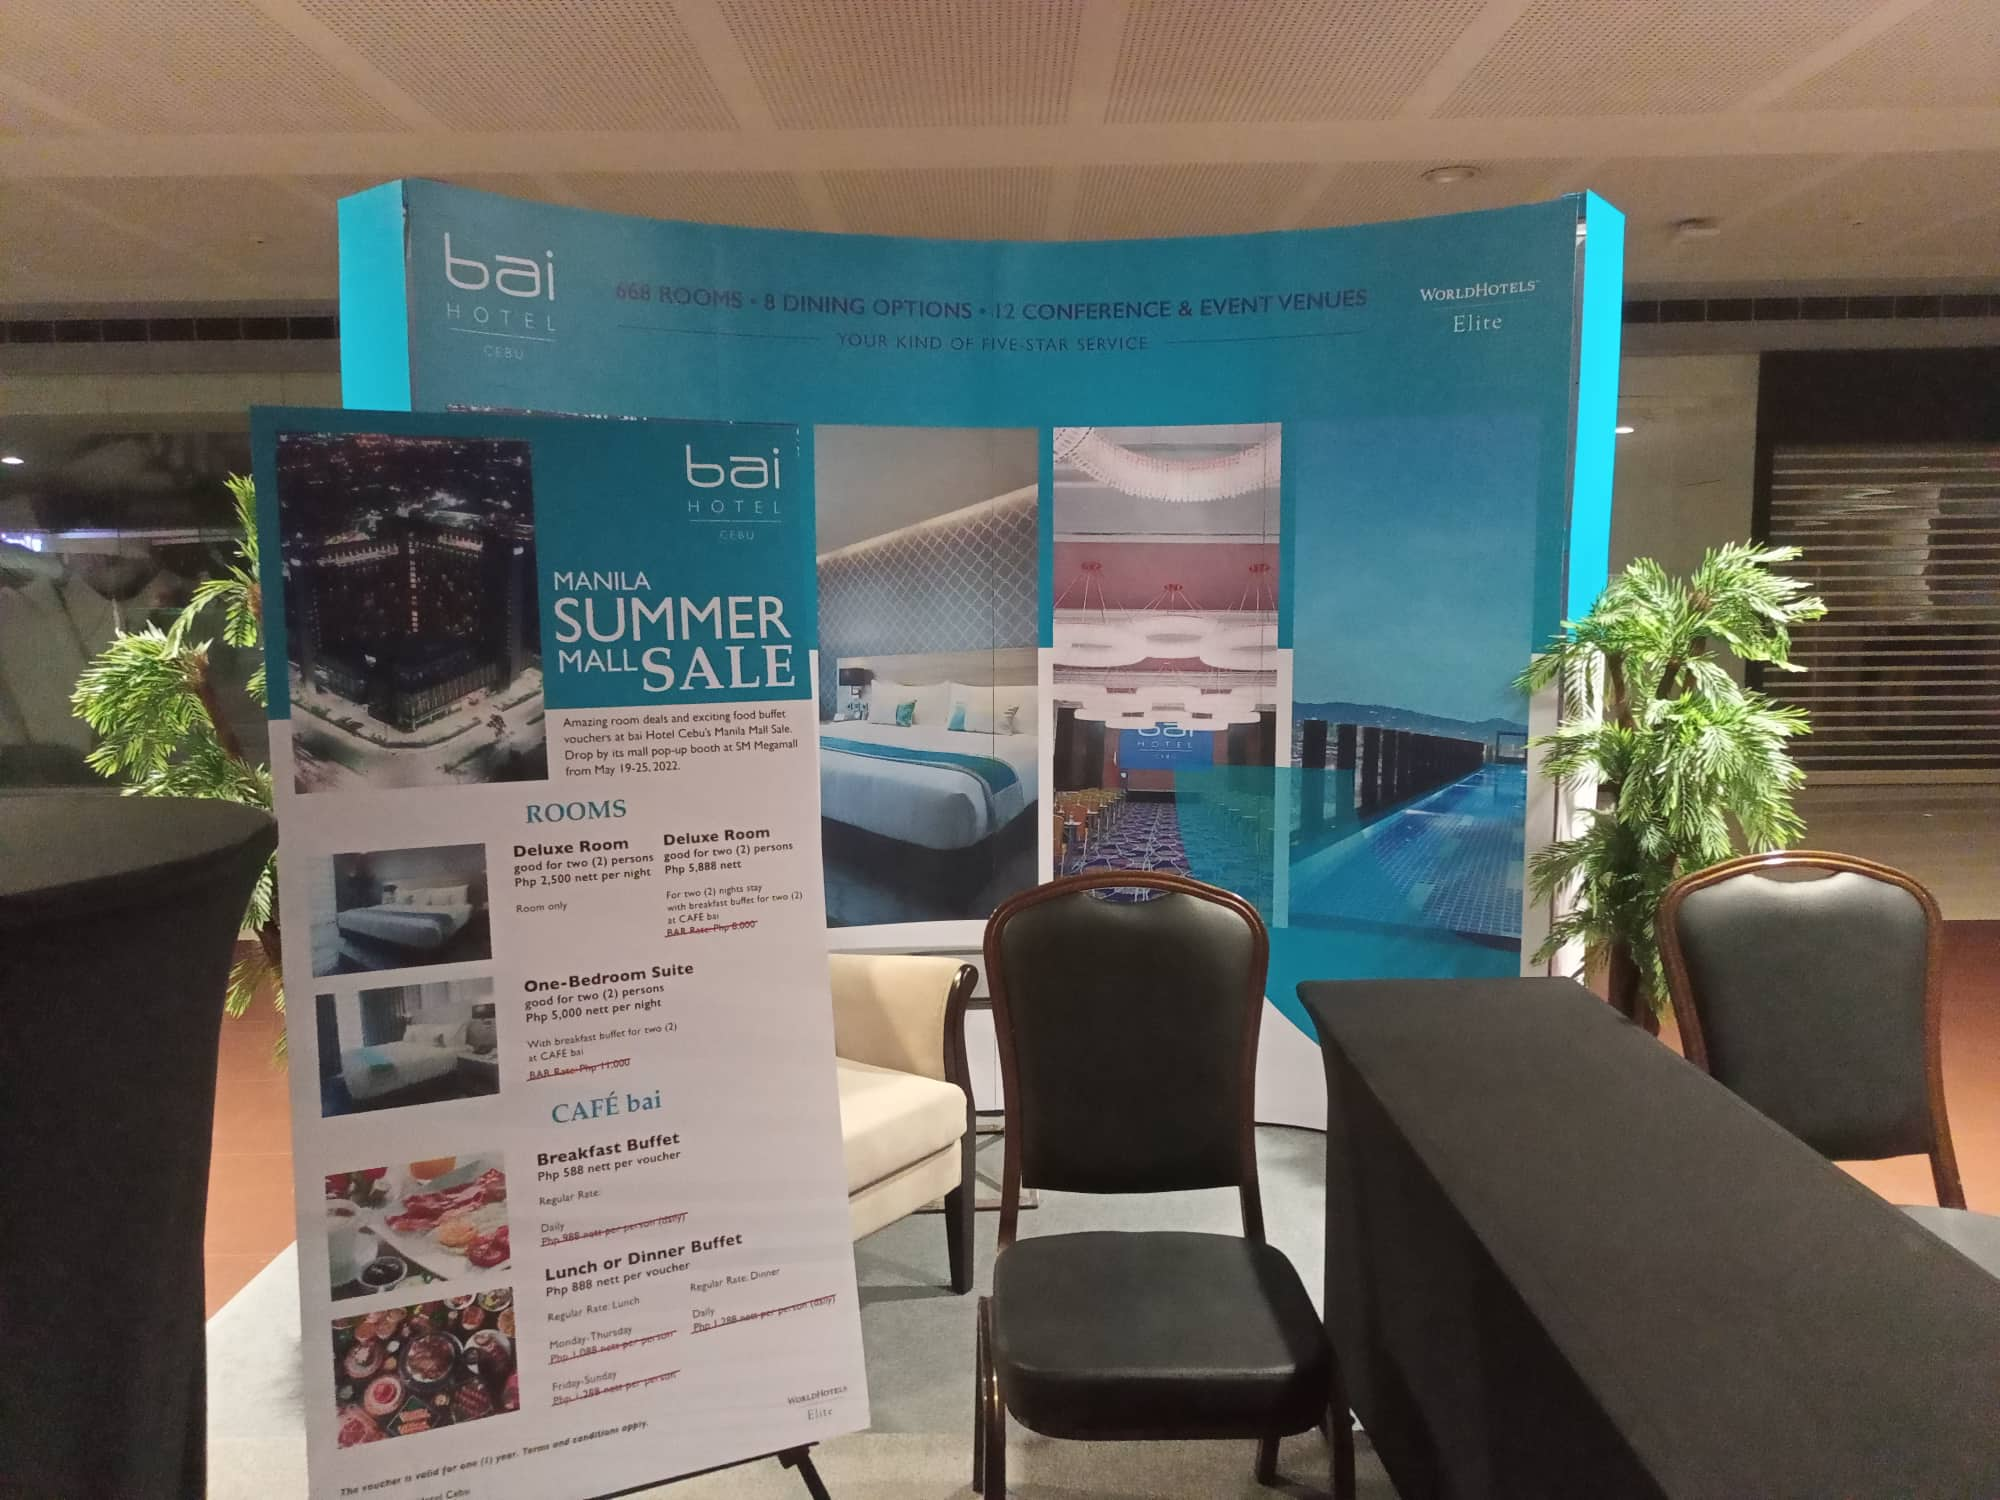 bai
HOTEL
CEBU
668 ROOMS • 8 DINING OPTIONS • 12 CONFERENCE & EVENT VENUES
YOUR KIND OF FIVE-STAR SERVICE
WORLDHOTELS™
Elite
bai
HOTEL
CEBU
MANILA
SUMMER
MALL SALE
Amazing room deals and exciting food buffet
vouchers at bai Hotel Cebu's Manila Mall Sale.
Drop by its mall pop-up booth at SM Megamall
from May 19-25, 2022.
ROOMS
Deluxe Room
good for two (2) persons
Php 2,500 nett per night
Room only
Deluxe Room
good for two (2) persons
Php 5,888 nett
For two (2) nights stay
with breakfast buffet for two (2)
at CAFÉ bai
BAR Rate: Php 8,000
One-Bedroom Suite
good for two (2) persons
Php 5,000 nett per night
With breakfast buffet for two (2)
at CAFÉ bai
BAR Rate: Php 11,000
CAFÉ bai
Breakfast Buffet
Php 588 nett per voucher
Regular Rate:
Daily
Php 988 nett per person (daily)
Lunch or Dinner Buffet
Php 888 nett per voucher
Regular Rate: Lunch
Monday-Thursday
Php 1,088 nett per person
Friday-Sunday
Php 1,288 nett per person
Regular Rate: Dinner
Daily
Php 1,288 nett per person (daily)
WORLDHOTELS
Elite
The voucher is valid for one (1) year. Terms and conditions apply.
Hotel Cebu
bai
HOTEL